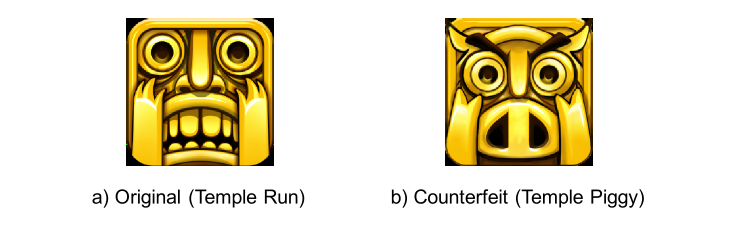 a) Original (Temple Run)
b) Counterfeit (Temple Piggy)